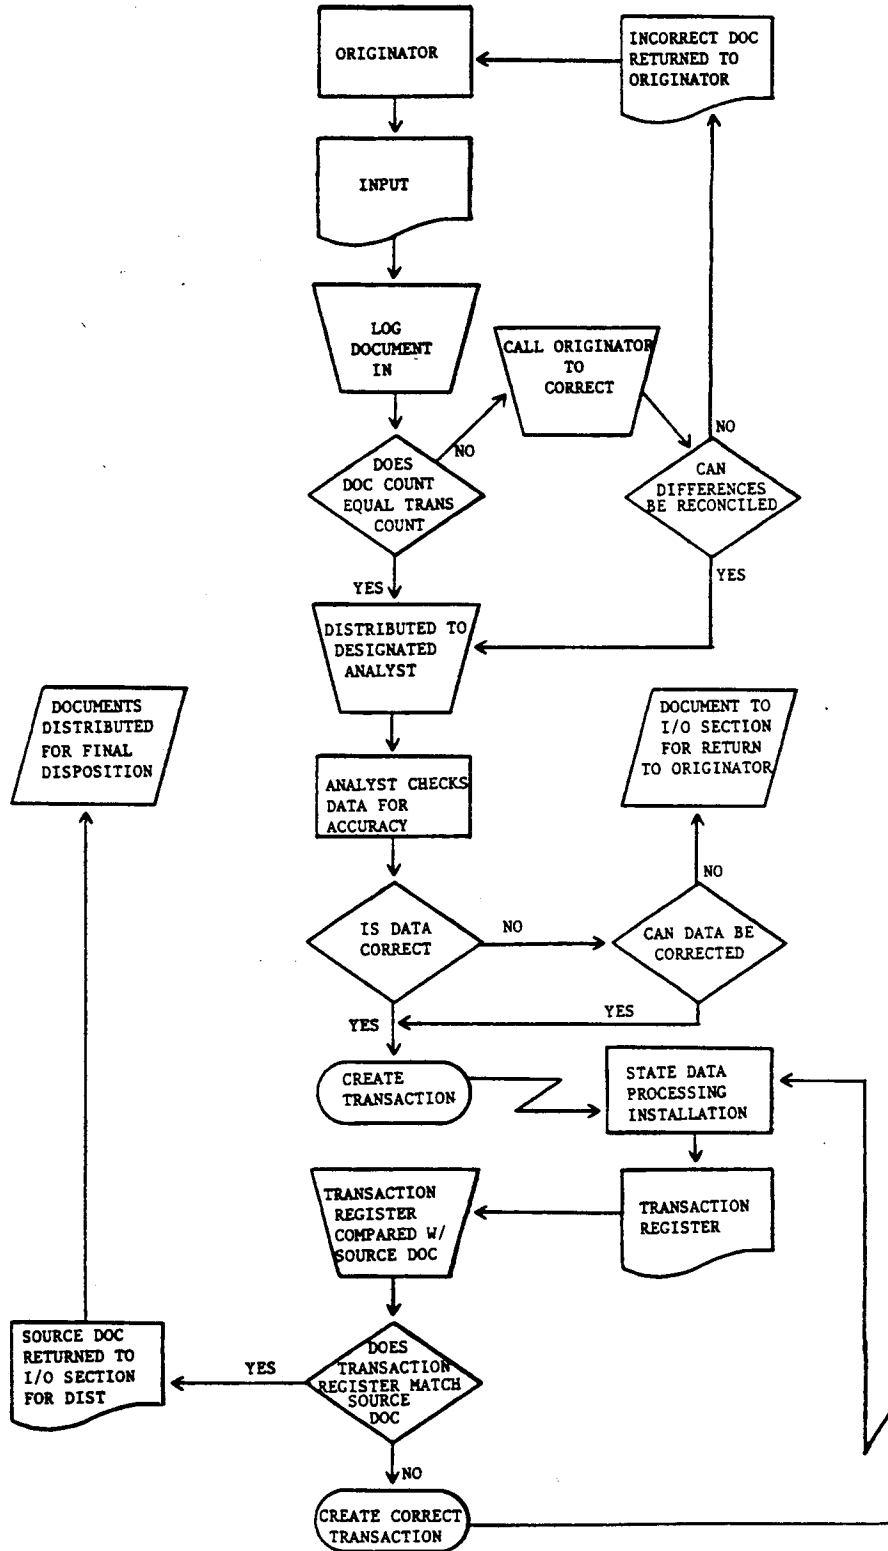 ORIGINATOR
INCORRECT DOC
RETURNED TO
ORIGINATOR
INPUT
LOG
DOCUMENT
IN
CALL ORIGINATOR
TO
CORRECT
NO
NO
DOES
DOC COUNT
EQUAL TRANS
COUNT
CAN
DIFFERENCES
BE RECONCILED
YES
YES
DISTRIBUTED TO
DESIGNATED
ANALYST
DOCUMENTS
DISTRIBUTED
FOR FINAL
DISPOSITION
DOCUMENT TO
I/O SECTION
FOR RETURN
TO ORIGINATOR
ANALYST CHECKS
DATA FOR
ACCURACY
NO
IS DATA
CORRECT
NO
CAN DATA BE
CORRECTED
YES
YES
CREATE
TRANSACTION
STATE DATA
PROCESSING
INSTALLATION
TRANSACTION
REGISTER
COMPARED W/
SOURCE DOC
TRANSACTION
REGISTER
SOURCE DOC
RETURNED TO
I/O SECTION
FOR DIST
YES
DOES
TRANSACTION
REGISTER MATCH
SOURCE
DOC
NO
CREATE CORRECT
TRANSACTION